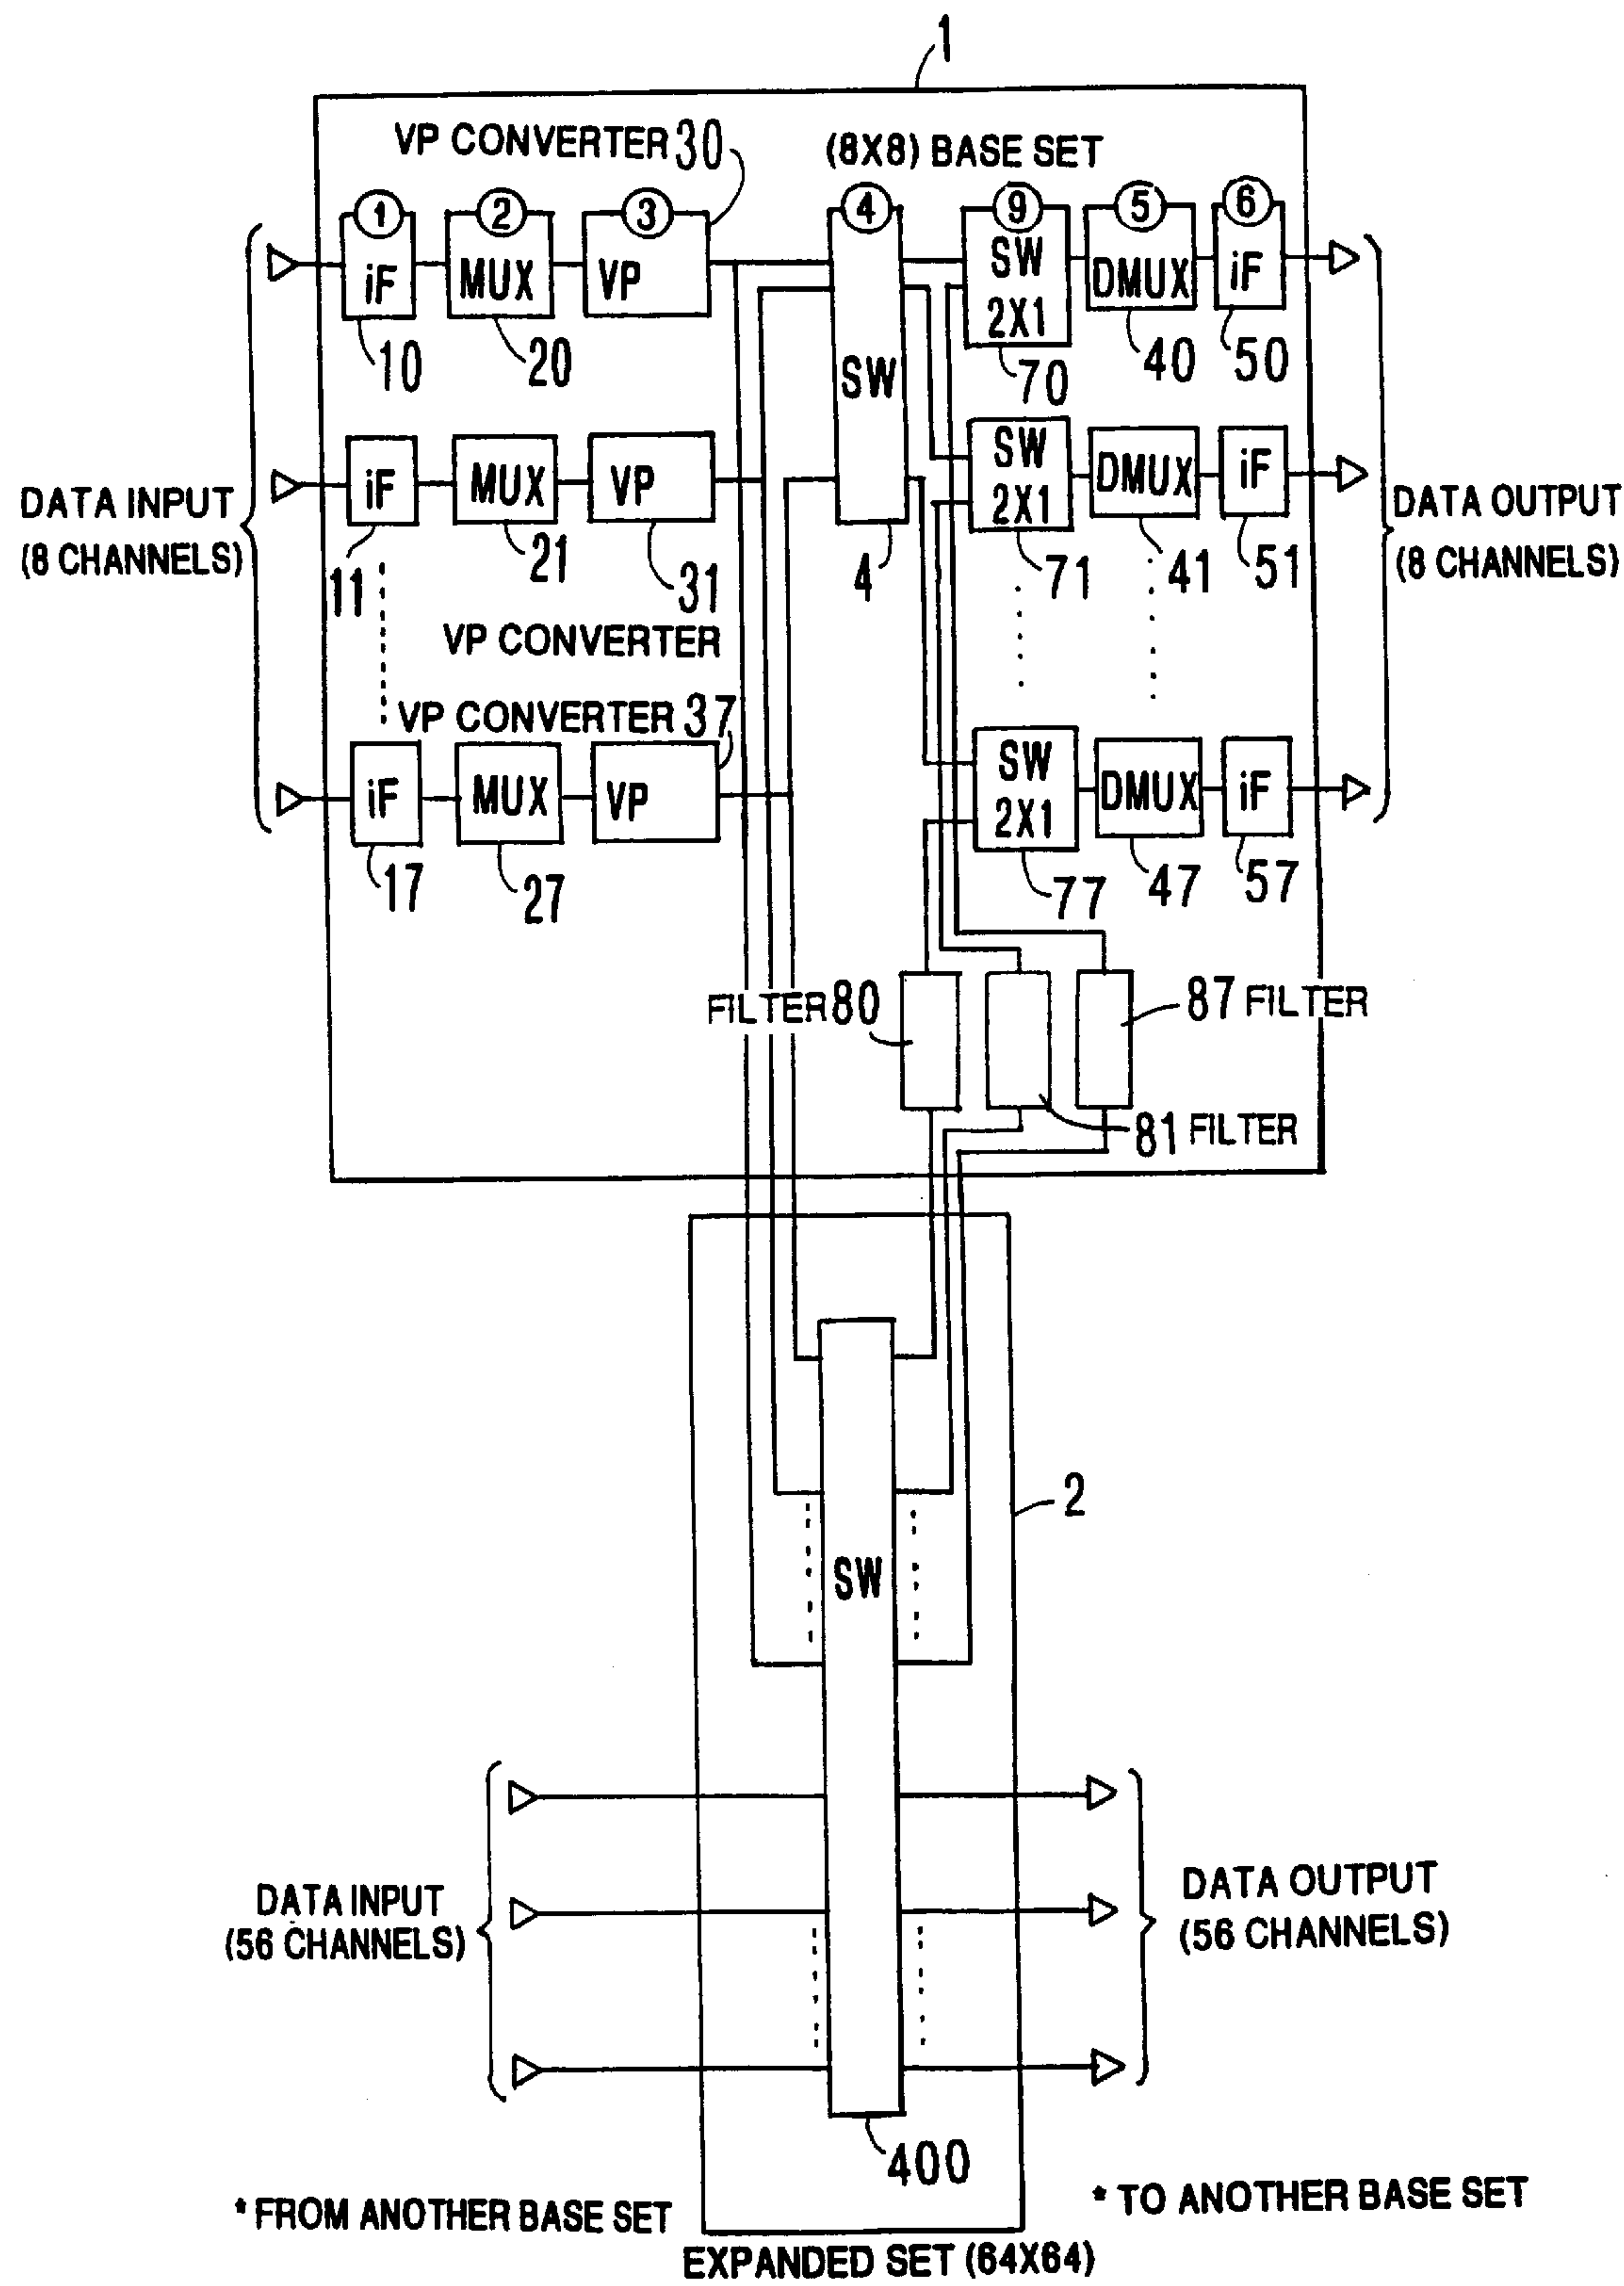 1
VP CONVERTER 30
(8X8) BASE SET
① ② ③ ④ ⑨ ⑤ ⑥
iF MUX VP SW SW 2X1 DMUX iF
10 20 4 70 40 50
iF MUX VP SW 2X1 DMUX iF
11 21 31 71 41 51
DATA INPUT
(8 CHANNELS)
DATA OUTPUT
(8 CHANNELS)
VP CONVERTER
VP CONVERTER 37
iF MUX VP SW 2X1 DMUX iF
17 27 77 47 57
FILTER 80
87 FILTER
81 FILTER
2
SW
DATA INPUT
(56 CHANNELS)
DATA OUTPUT
(56 CHANNELS)
400
* FROM ANOTHER BASE SET
* TO ANOTHER BASE SET
EXPANDED SET (64X64)